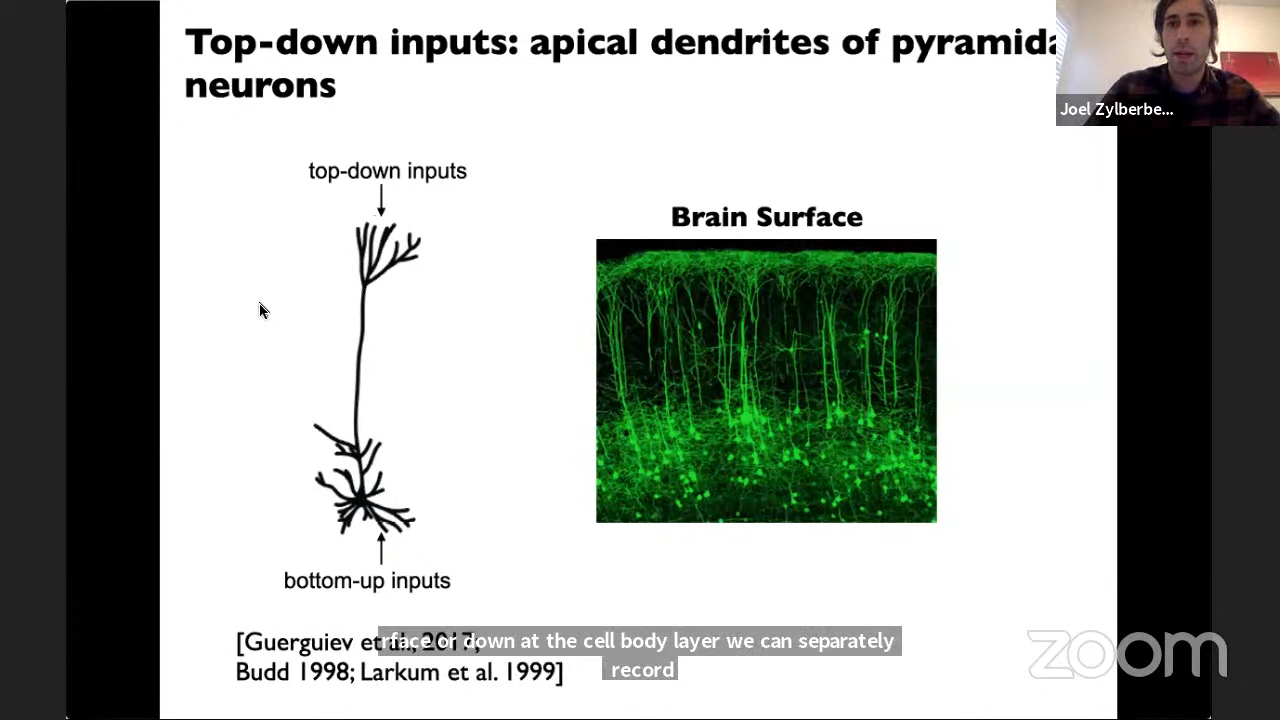 Top-down inputs: apical dendrites of pyramida
neurons
Joel Zylberbe...
top-down inputs
Brain Surface
bottom-up inputs
[Guerguiev et al., 2017;
Budd 1998; Larkum et al. 1999]
rface or down at the cell body layer we can separately
record
zoom